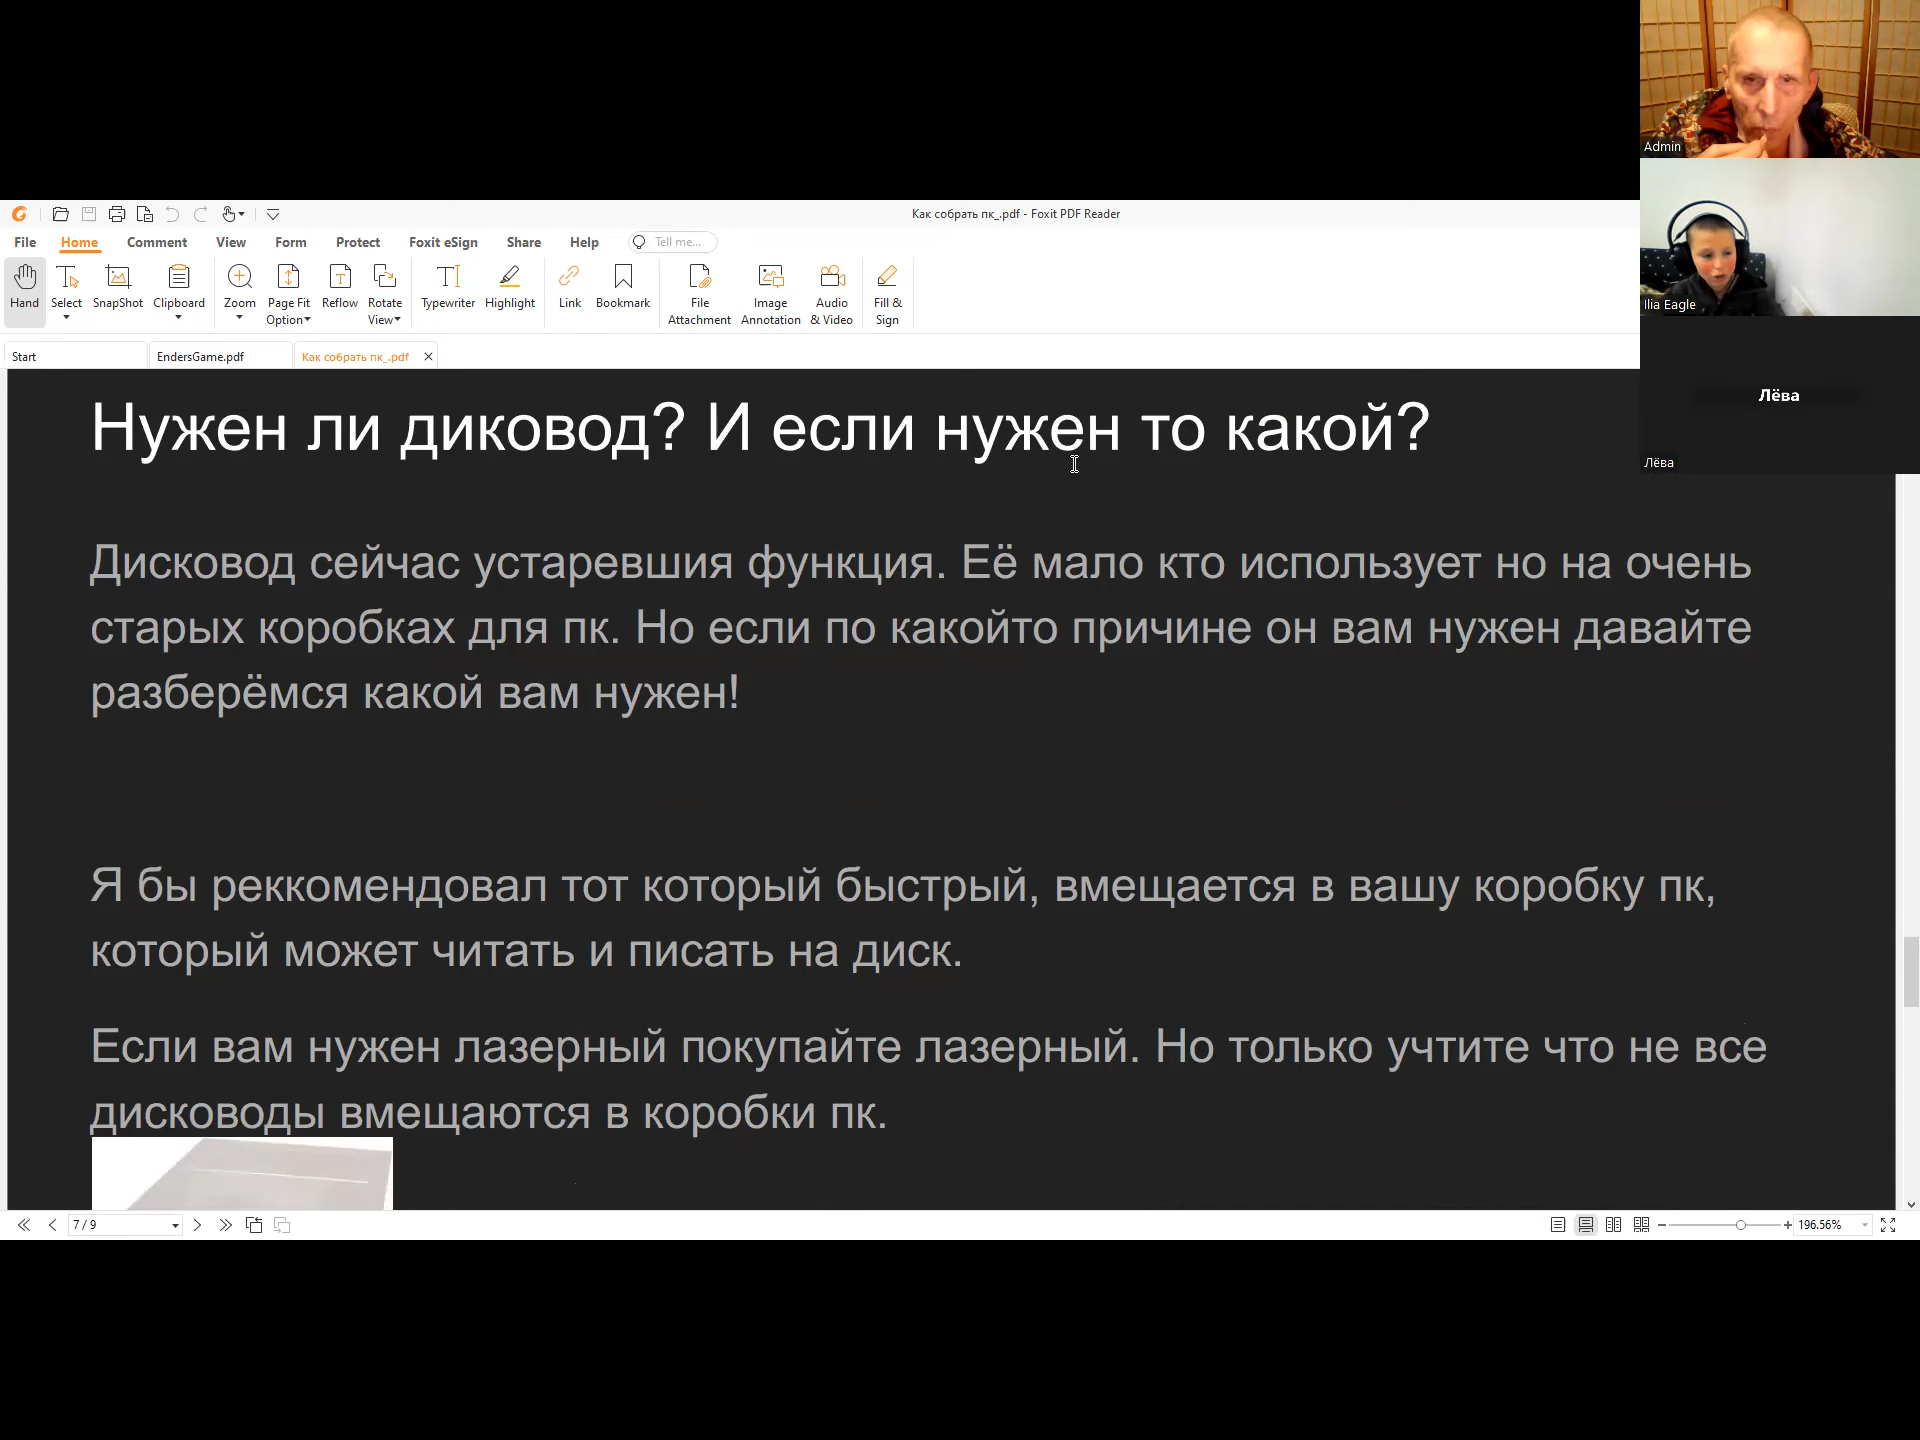 Admin
Как собрать пк_.pdf - Foxit PDF Reader
File Home Comment View Form Protect Foxit eSign Share Help Tell me...
Ilia Eagle
Hand Select SnapShot Clipboard Zoom Page Fit Option Reflow Rotate View Typewriter Highlight Link Bookmark File Attachment Image Annotation Audio & Video Fill & Sign
Start EndersGame.pdf Как собрать пк_.pdf
Лёва
Лёва
Нужен ли диковод? И если нужен то какой?
Дисковод сейчас устаревшия функция. Её мало кто использует но на очень
старых коробках для пк. Но если по какойто причине он вам нужен давайте
разберёмся какой вам нужен!
Я бы реккомендовал тот который быстрый, вмещается в вашу коробку пк,
который может читать и писать на диск.
Если вам нужен лазерный покупайте лазерный. Но только учтите что не все
дисководы вмещаются в коробки пк.
7 / 9
196.56%